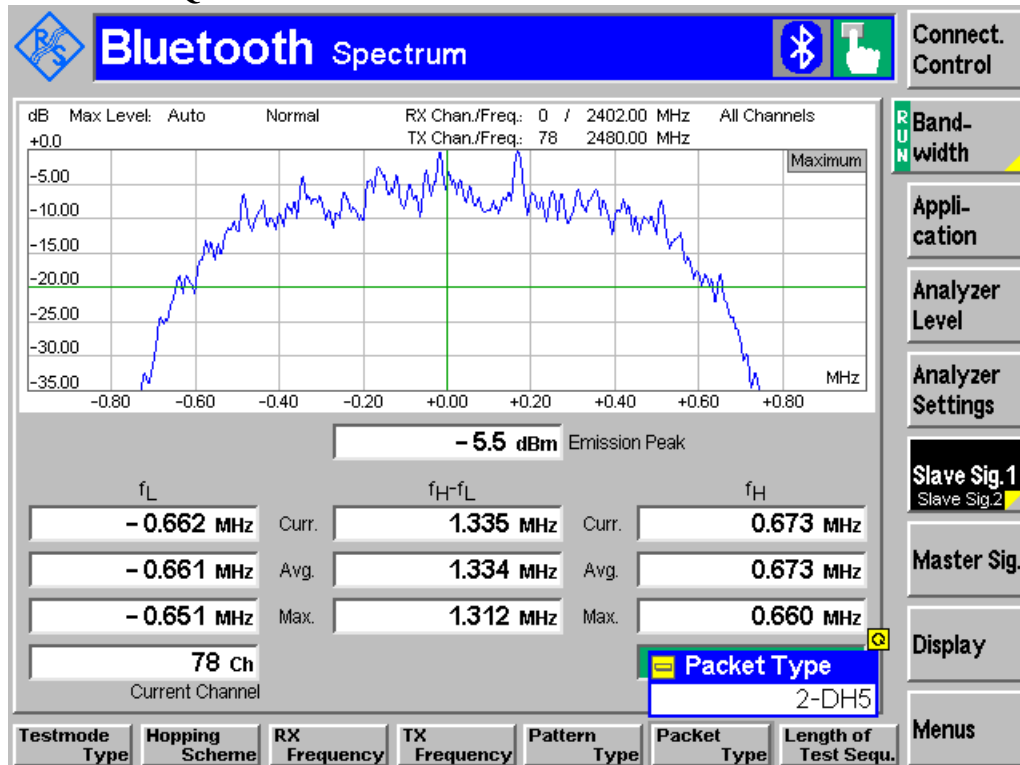 R&S
Bluetooth Spectrum
Connect. Control
dB Max Level: Auto Normal RX Chan./Freq.: 0 / 2402.00 MHz All Channels
+0.0 TX Chan./Freq.: 78 2480.00 MHz
Maximum
-5.00
-10.00
-15.00
-20.00
-25.00
-30.00
-35.00
MHz
-0.80 -0.60 -0.40 -0.20 +0.00 +0.20 +0.40 +0.60 +0.80
-5.5 dBm Emission Peak
fL fH-fL fH
-0.662 MHz Curr. 1.335 MHz Curr. 0.673 MHz
-0.661 MHz Avg. 1.334 MHz Avg. 0.673 MHz
-0.651 MHz Max. 1.312 MHz Max. 0.660 MHz
78 Ch
Current Channel
Q
Packet Type
2-DH5
RUN
Band-
width
Appli-
cation
Analyzer
Level
Analyzer
Settings
Slave Sig.1
Slave Sig.2
Master Sig.
Display
Menus
Testmode
Type
Hopping
Scheme
RX
Frequency
TX
Frequency
Pattern
Type
Packet
Type
Length of
Test Sequ.